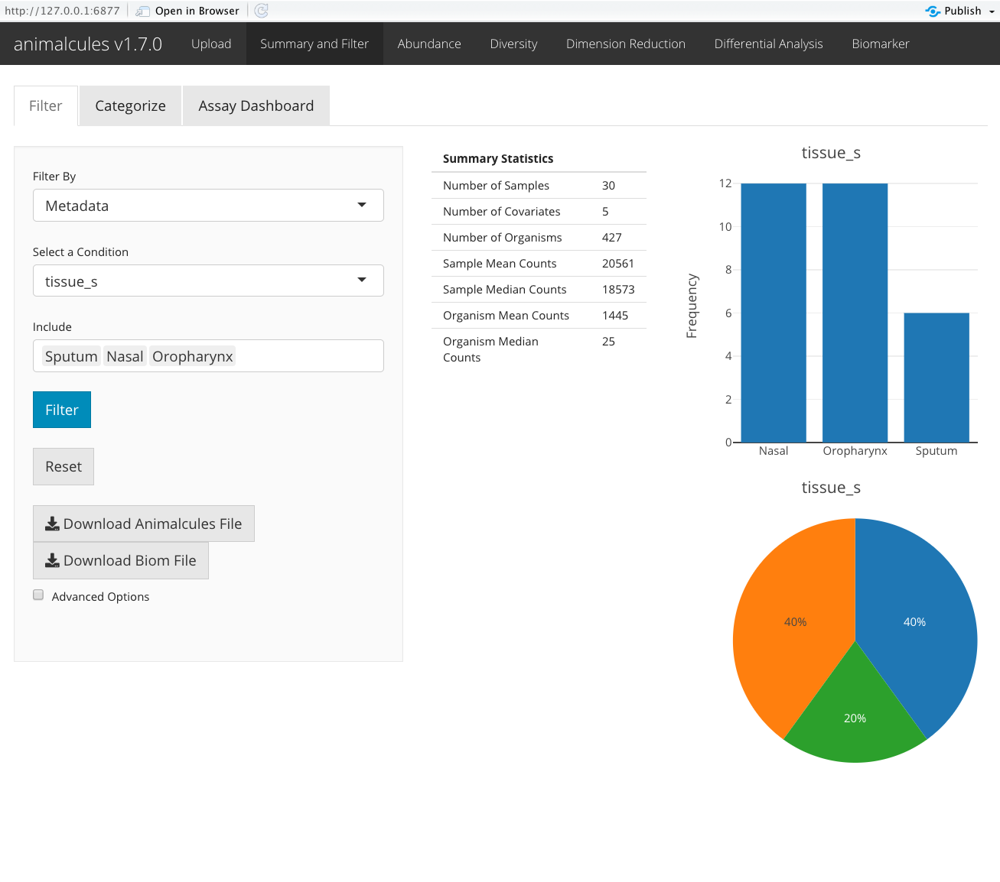 http://127.0.0.1:6877 Open in Browser Publish
animalcules v1.7.0 Upload Summary and Filter Abundance Diversity Dimension Reduction Differential Analysis Biomarker
Filter Categorize Assay Dashboard
Filter By
Metadata
Select a Condition
tissue_s
Include
Sputum Nasal Oropharynx
Filter
Reset
Download Animalcules File
Download Biom File
Advanced Options
Summary Statistics
Number of Samples 30
Number of Covariates 5
Number of Organisms 427
Sample Mean Counts 20561
Sample Median Counts 18573
Organism Mean Counts 1445
Organism Median 25
Counts
tissue_s
12
10
8
6
4
2
0
Frequency
Nasal Oropharynx Sputum
tissue_s
40% 40%
20%